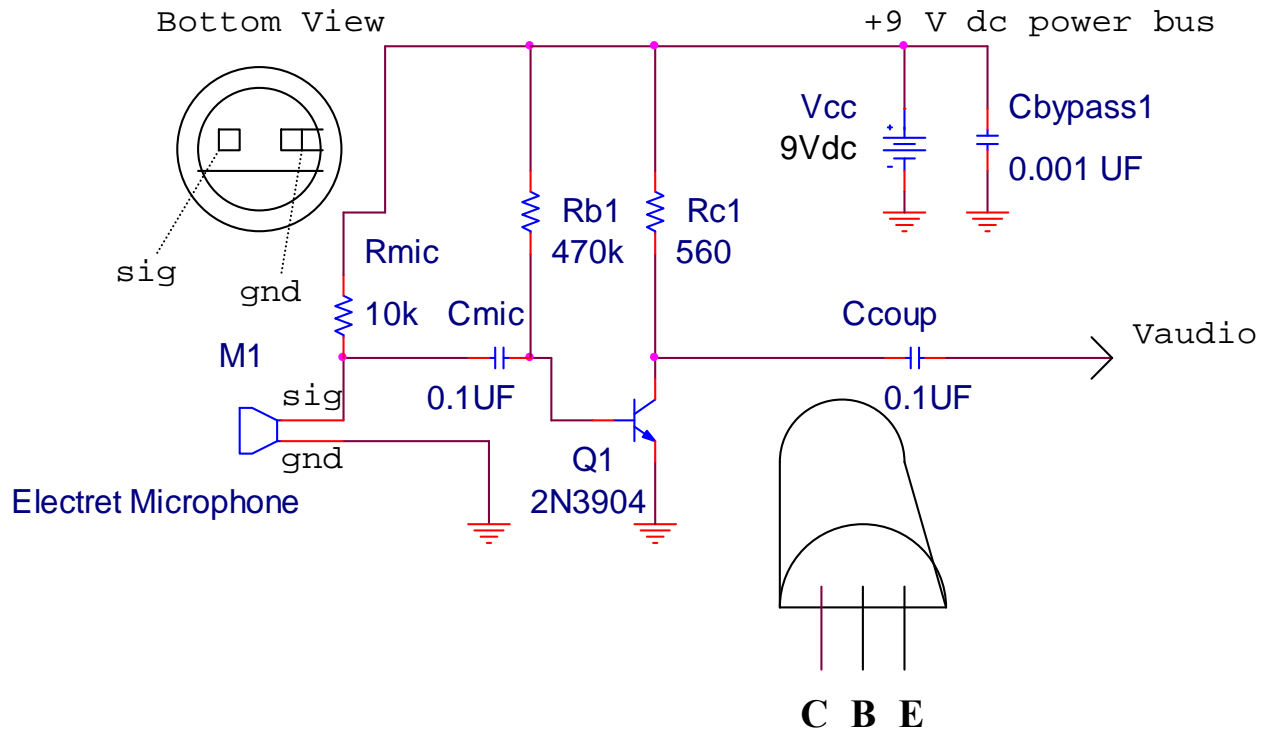 Bottom View
+9 V dc power bus
Vcc
9Vdc
Cbypass1
0.001 UF
Rb1
470k
Rc1
560
sig
gnd
Rmic
10k
Cmic
0.1UF
Ccoup
0.1UF
Vaudio
M1
sig
gnd
Electret Microphone
Q1
2N3904
C B E